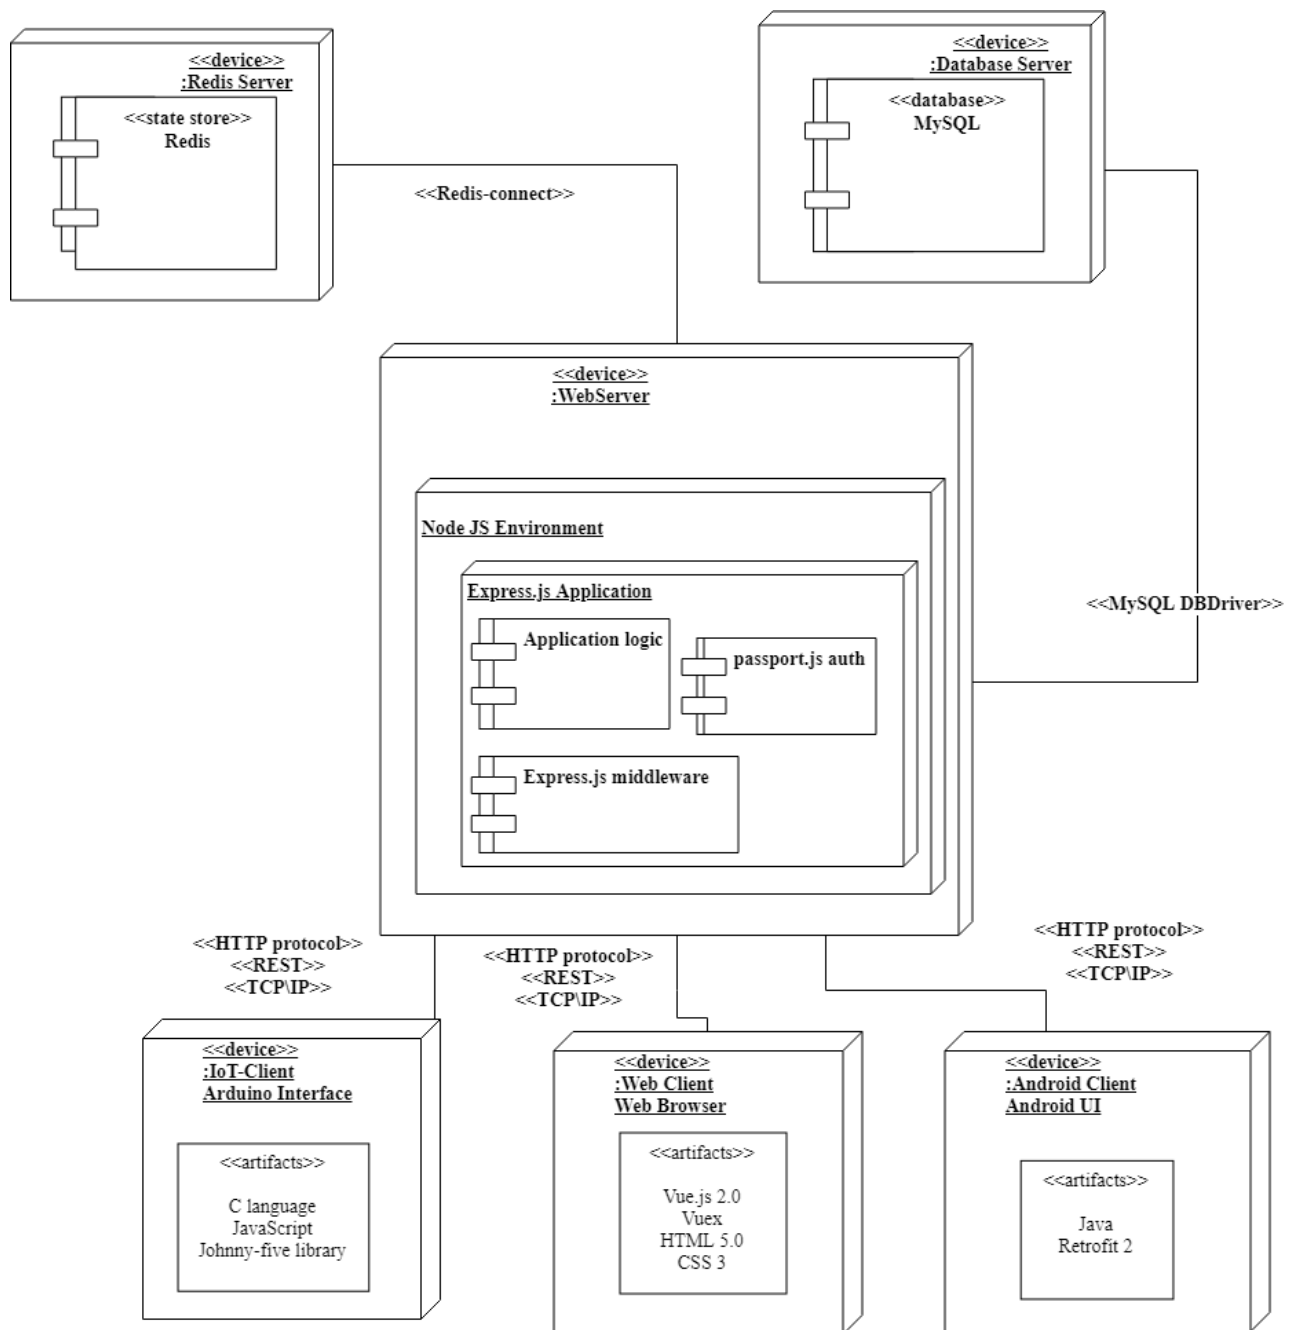 <<device>>
:Redis Server
<<state store>>
Redis
<<device>>
:Database Server
<<database>>
MySQL
<<Redis-connect>>
<<device>>
:WebServer
Node JS Environment
Express.js Application
Application logic
passport.js auth
Express.js middleware
<<MySQL DBDriver>>
<<HTTP protocol>>
<<REST>>
<<TCP\IP>>
<<HTTP protocol>>
<<REST>>
<<TCP\IP>>
<<HTTP protocol>>
<<REST>>
<<TCP\IP>>
<<device>>
:IoT-Client
Arduino Interface
<<artifacts>>
C language
JavaScript
Johnny-five library
<<device>>
:Web Client
Web Browser
<<artifacts>>
Vue.js 2.0
Vuex
HTML 5.0
CSS 3
<<device>>
:Android Client
Android UI
<<artifacts>>
Java
Retrofit 2